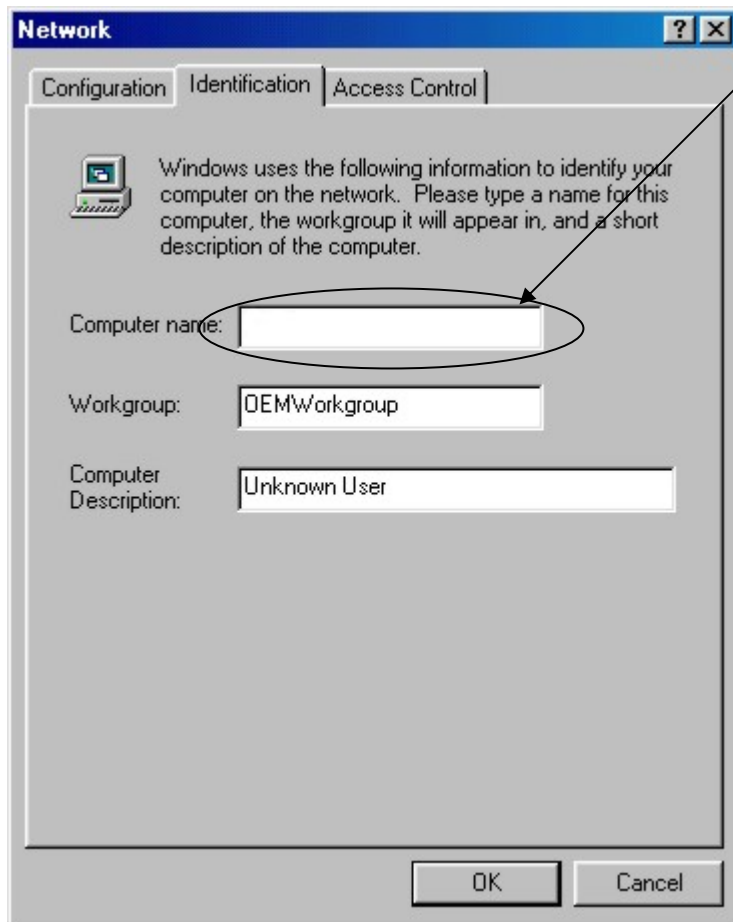 Network
Configuration Identification Access Control
Windows uses the following information to identify your
computer on the network. Please type a name for this
computer, the workgroup it will appear in, and a short
description of the computer.
Computer name:
Workgroup: OEMWorkgroup
Computer
Description: Unknown User
OK Cancel